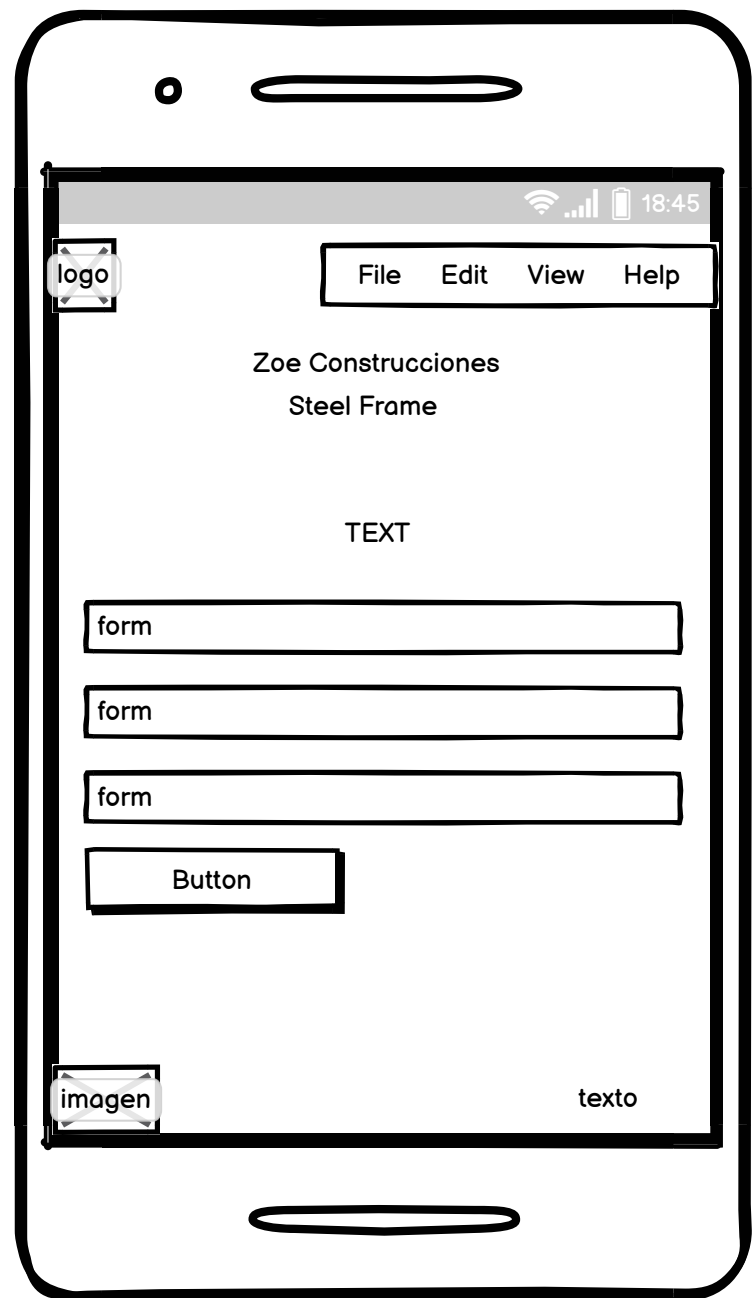 18:45
logo File Edit View Help
Zoe Construcciones
Steel Frame
TEXT
form
form
form
Button
imagen texto